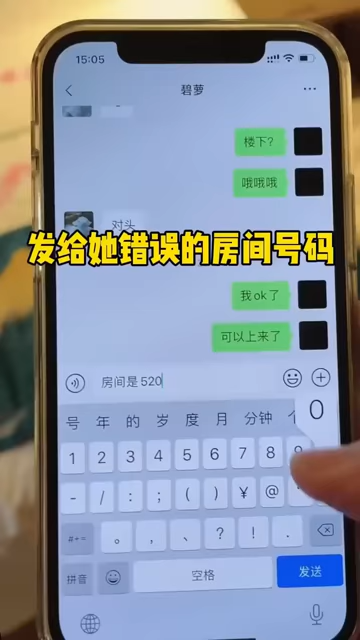 15:05
碧萝
楼下?
哦哦哦
对头
发给她错误的房间号码
我ok了
可以上来了
房间是520
0
号 年 的 岁 度 月 分钟
1 2 3 4 5 6 7 8
- / : ; ( ) ¥ @
#+= 。 , 、 ? ! .
拼音 空格 发送